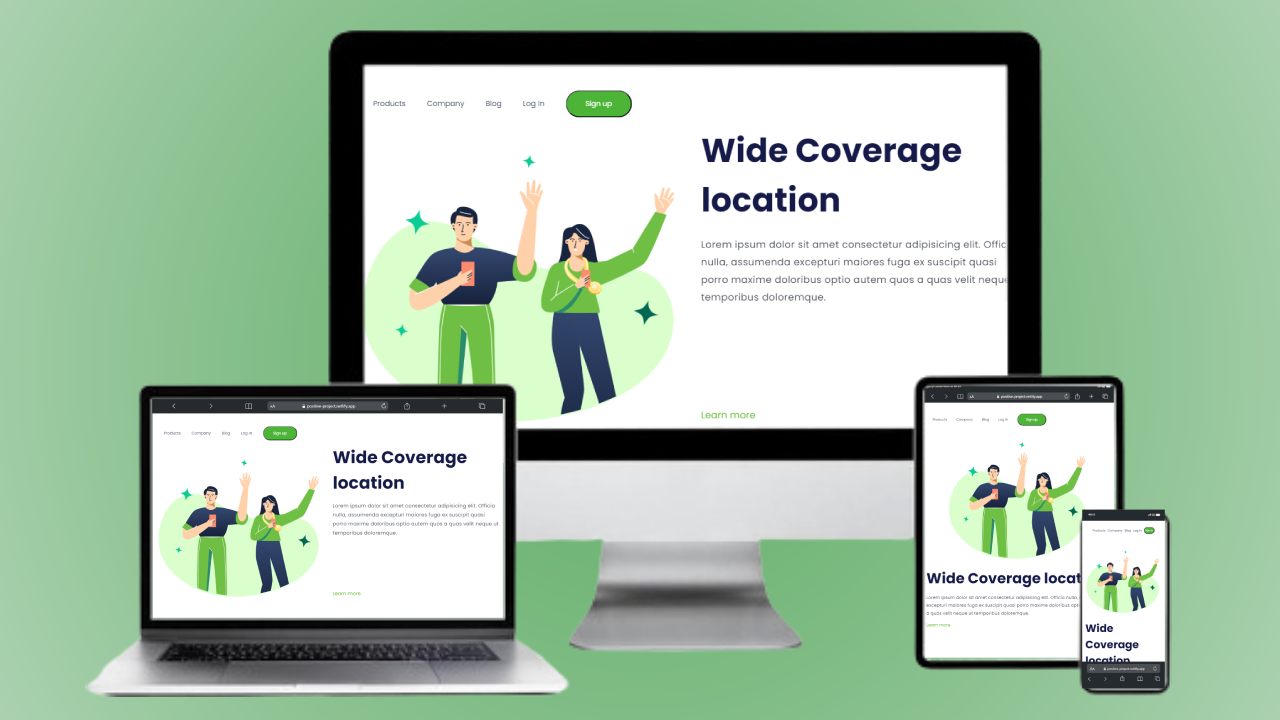 Products Company Blog Log In Sign up
Wide Coverage
location
Lorem ipsum dolor sit amet consectetur adipisicing elit. Offic
nulla, assumenda excepturi maiores fuga ex suscipit quasi
porro maxime doloribus optio autem quos a quas velit neque
temporibus doloremque.
Learn more
AA positive-project.netlify.app
Products Company Blog Log In Sign up
Wide Coverage
location
Lorem ipsum dolor sit amet consectetur adipisicing elit. Officia
nulla, assumenda excepturi maiores fuga ex suscipit quasi
porro maxime doloribus optio autem quos a quas velit neque ut
temporibus doloremque.
Learn more
AA positive-project.netlify.app
Products Company Blog Log In Sign up
Wide Coverage locat
Lorem ipsum dolor sit amet consectetur adipisicing elit. Officia nulla,
excepturi maiores fuga ex suscipit quasi porro maxime doloribus opt
a quas velit neque ut temporibus doloremque.
Learn more
Products Company Blog Log In Sign up
Wide
Coverage
location
AA positive-project.netlify.app